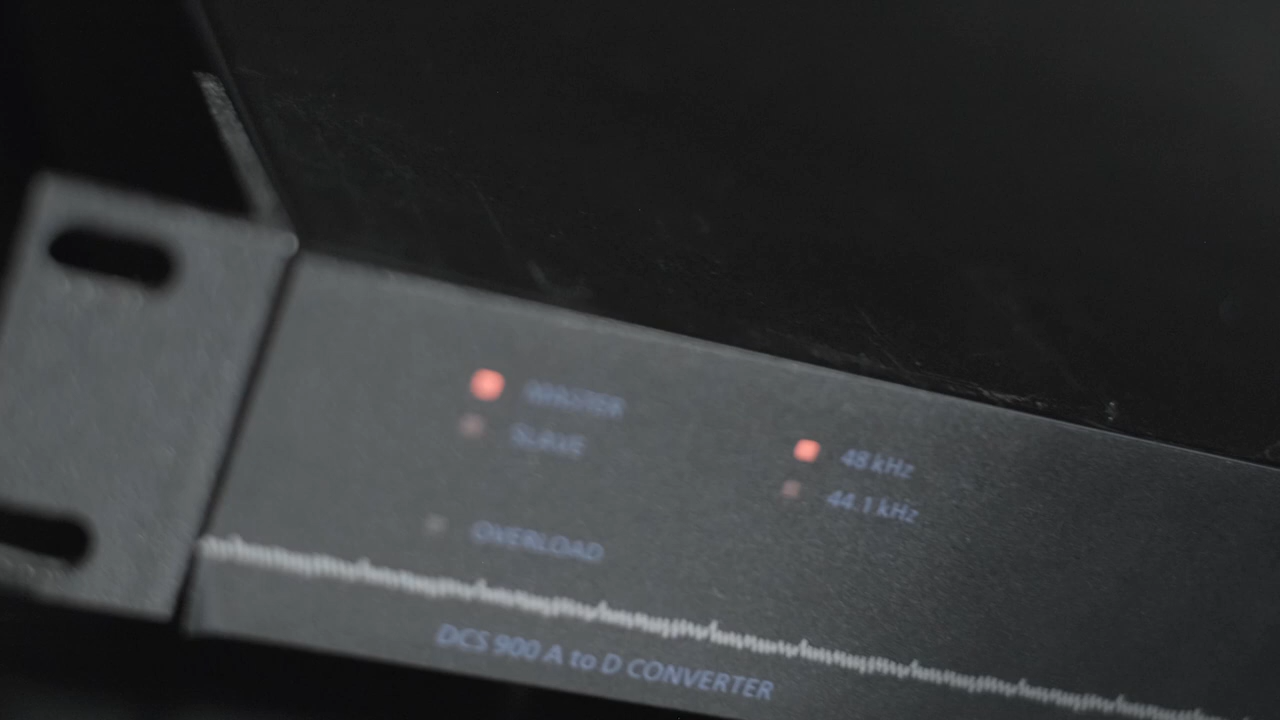 MASTER
SLAVE
48 kHz
44.1 kHz
OVERLOAD
DCS 900 A to D CONVERTER